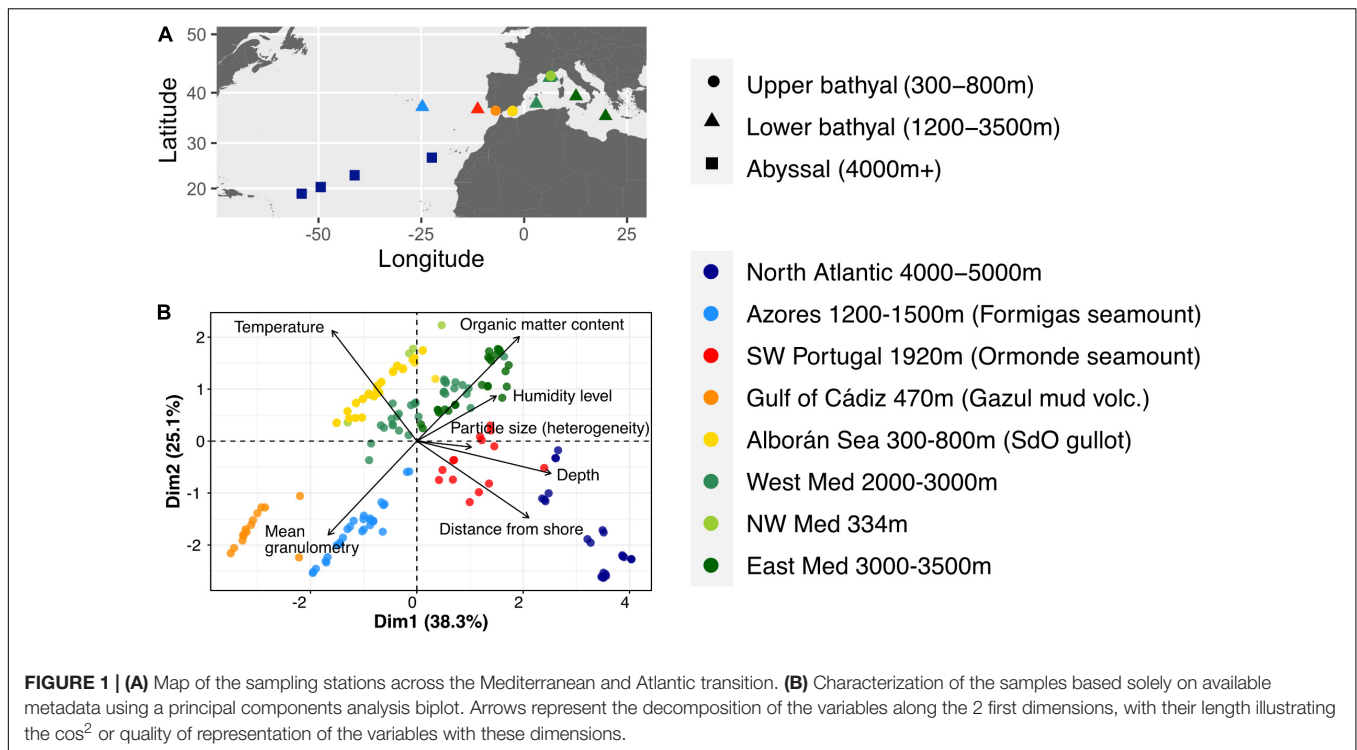 A
50
40
30
20
Latitude
-50
-25
0
25
Longitude
Upper bathyal (300–800m)
Lower bathyal (1200–3500m)
Abyssal (4000m+)
B
Temperature
Organic matter content
Humidity level
Particle size (heterogeneity)
Depth
Distance from shore
Mean
granulometry
2
1
0
-1
-2
Dim2 (25.1%)
-2
0
2
4
Dim1 (38.3%)
North Atlantic 4000–5000m
Azores 1200-1500m (Formigas seamount)
SW Portugal 1920m (Ormonde seamount)
Gulf of Cádiz 470m (Gazul mud volc.)
Alborán Sea 300-800m (SdO gullot)
West Med 2000-3000m
NW Med 334m
East Med 3000-3500m
FIGURE 1 | (A) Map of the sampling stations across the Mediterranean and Atlantic transition. (B) Characterization of the samples based solely on available
metadata using a principal components analysis biplot. Arrows represent the decomposition of the variables along the 2 first dimensions, with their length illustrating
the cos² or quality of representation of the variables with these dimensions.